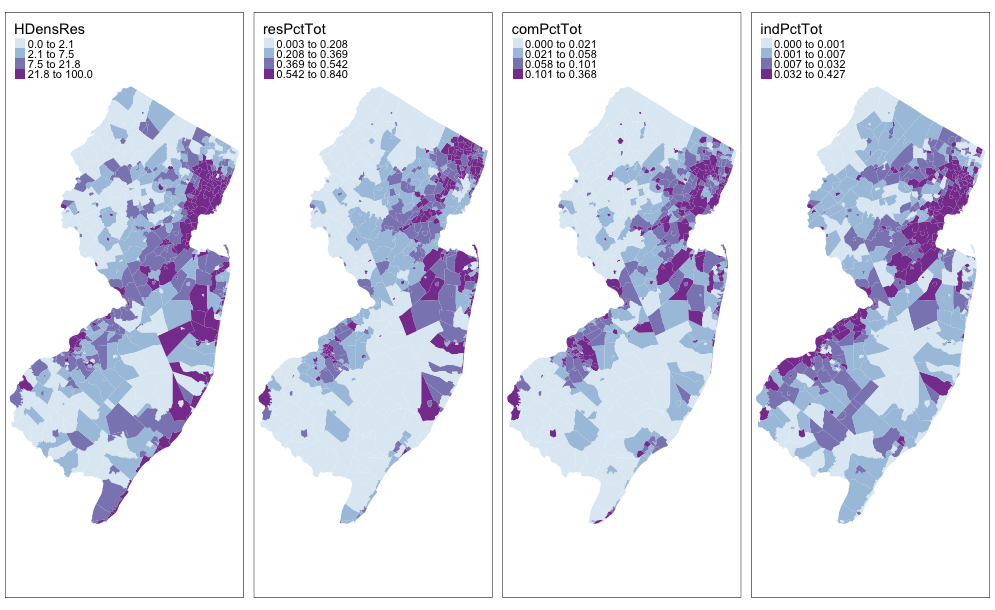 HDensRes
0.0 to 2.1
2.1 to 7.5
7.5 to 21.8
21.8 to 100.0
resPctTot
0.003 to 0.208
0.208 to 0.369
0.369 to 0.542
0.542 to 0.840
comPctTot
0.000 to 0.021
0.021 to 0.058
0.058 to 0.101
0.101 to 0.368
indPctTot
0.000 to 0.001
0.001 to 0.007
0.007 to 0.032
0.032 to 0.427